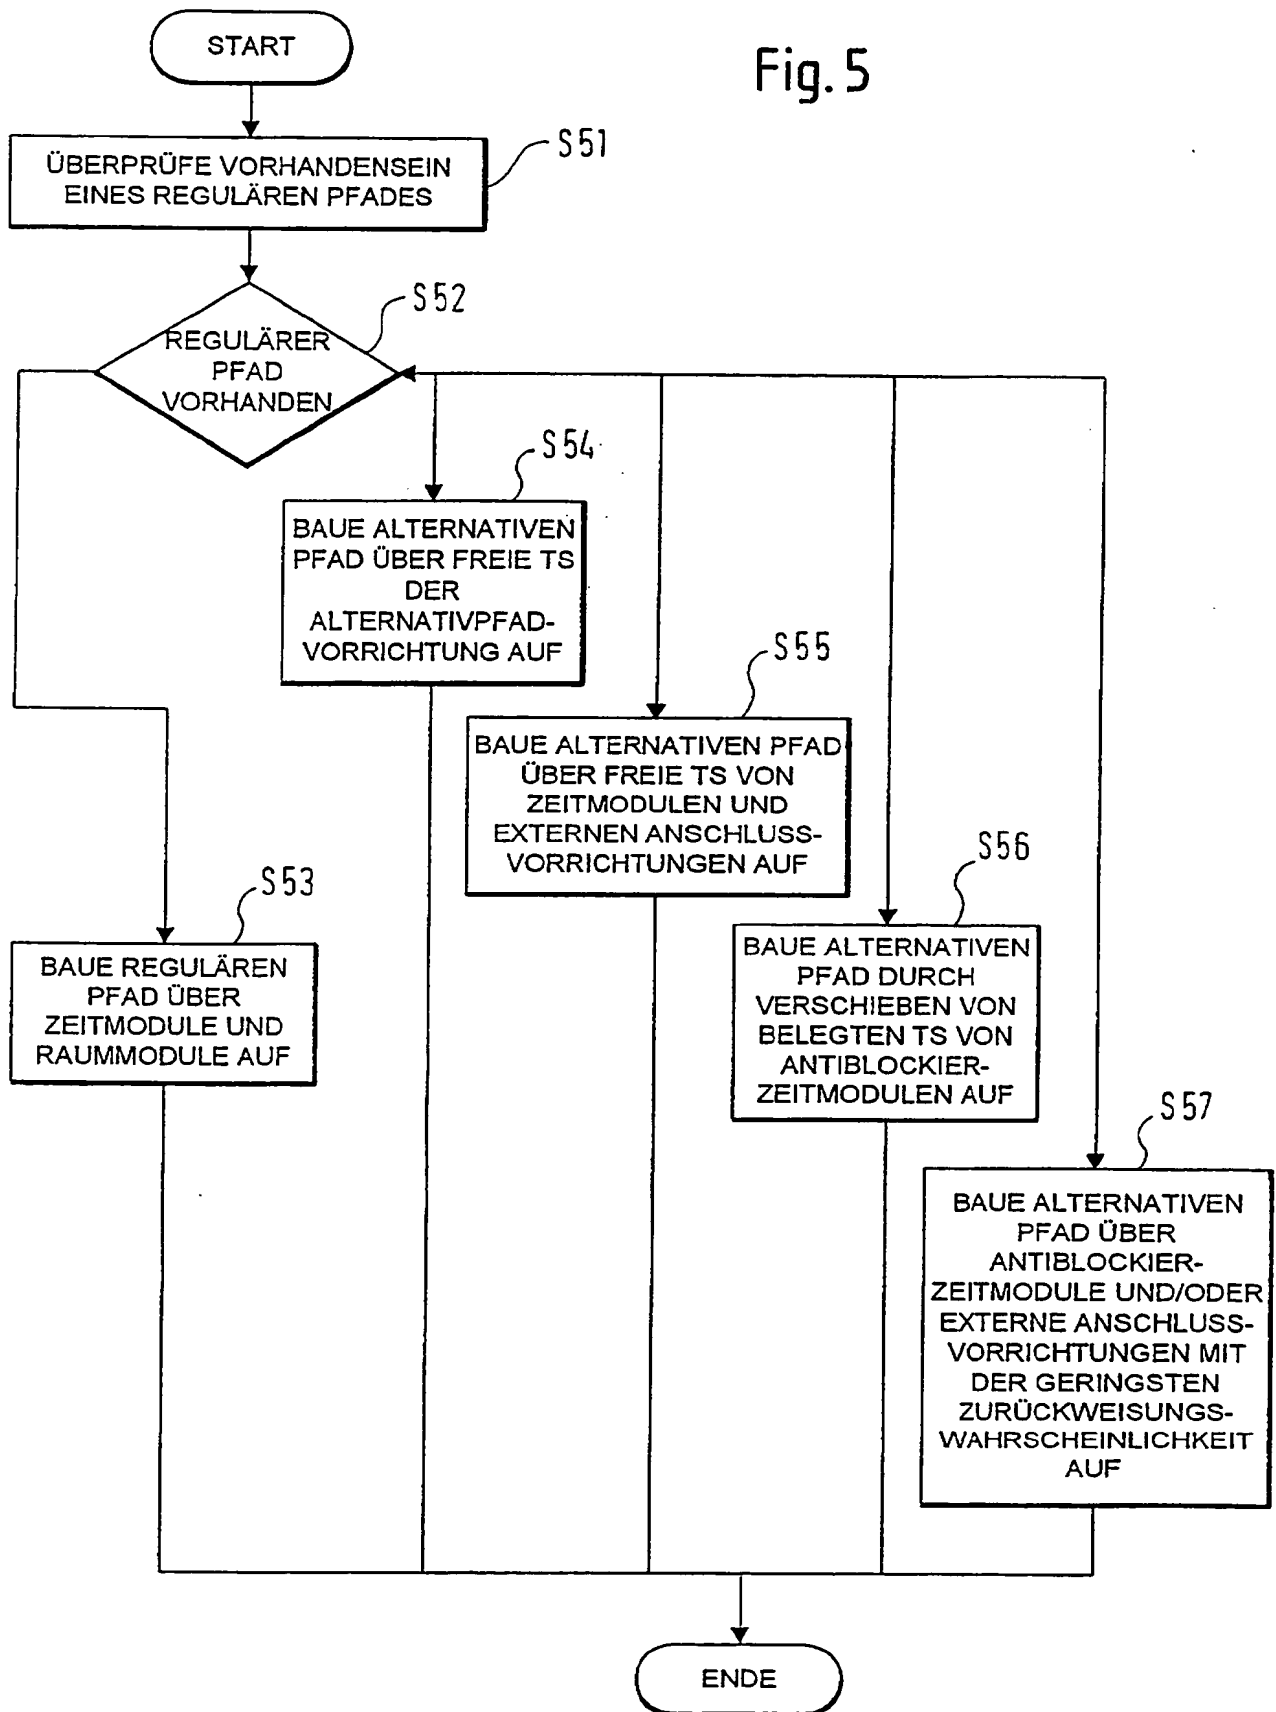 START
Fig. 5
S51
ÜBERPRÜFE VORHANDENSEIN
EINES REGULÄREN PFADES
S52
REGULÄRER
PFAD
VORHANDEN
S54
BAUE ALTERNATIVEN
PFAD ÜBER FREIE TS
DER
ALTERNATIVPFAD-
VORRICHTUNG AUF
S55
BAUE ALTERNATIVEN PFAD
ÜBER FREIE TS VON
ZEITMODULEN UND
EXTERNEN ANSCHLUSS-
VORRICHTUNGEN AUF
S53
BAUE REGULÄREN
PFAD ÜBER
ZEITMODULE UND
RAUMMODULE AUF
S56
BAUE ALTERNATIVEN
PFAD DURCH
VERSCHIEBEN VON
BELEGTEN TS VON
ANTIBLOCKIER-
ZEITMODULEN AUF
S57
BAUE ALTERNATIVEN
PFAD ÜBER
ANTIBLOCKIER-
ZEITMODULE UND/ODER
EXTERNE ANSCHLUSS-
VORRICHTUNGEN MIT
DER GERINGSTEN
ZURÜCKWEISUNGS-
WAHRSCHEINLICHKEIT
AUF
ENDE